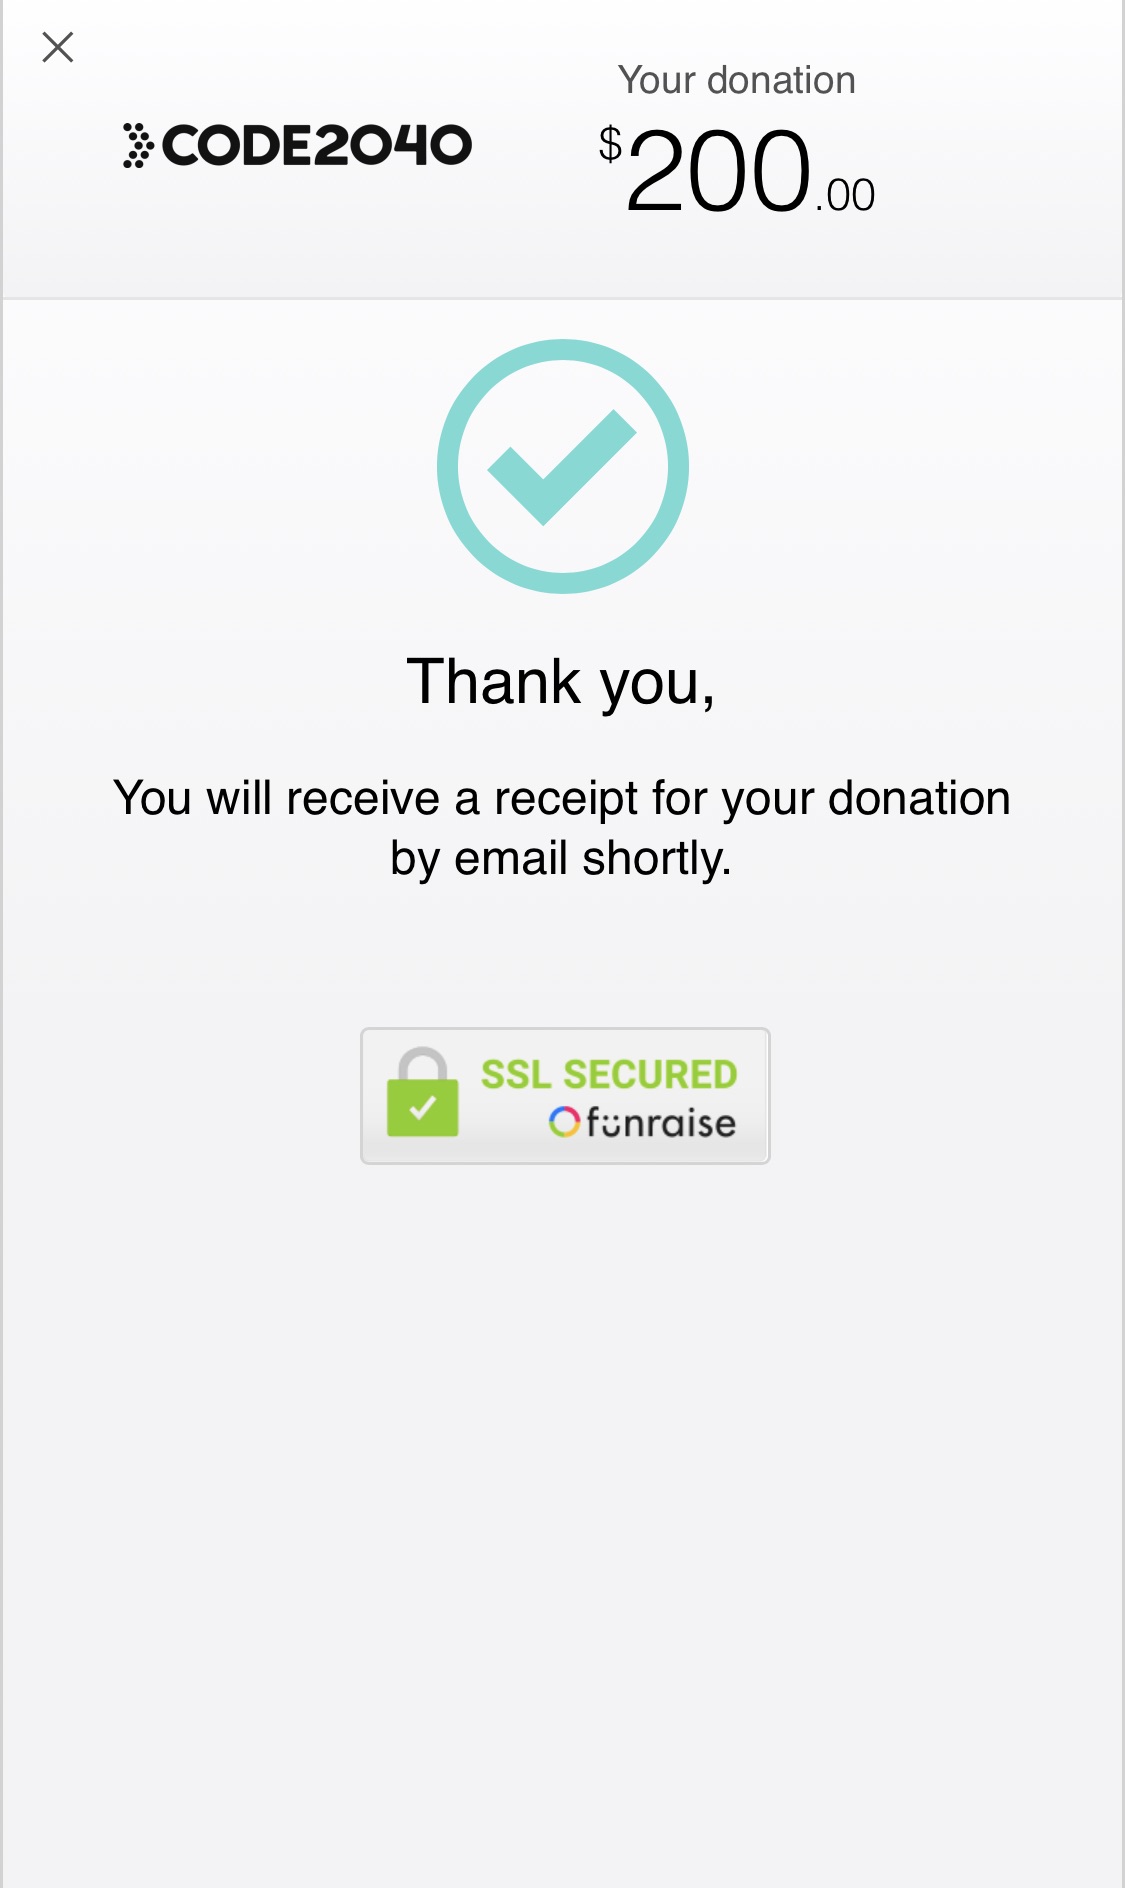 CODE2040
Your donation
$200.00
Thank you,
You will receive a receipt for your donation
by email shortly.
SSL SECURED
fünraise